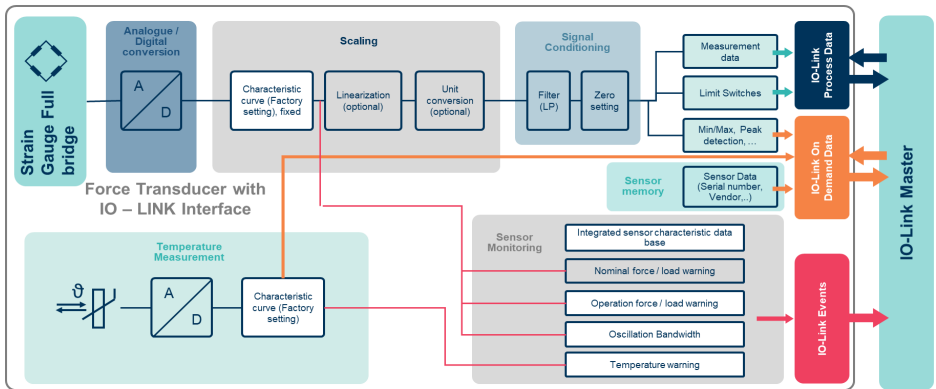 Strain
Gauge Full
bridge
Analogue /
Digital
conversion
A
D
Scaling
Characteristic
curve (Factory
setting), fixed
Linearization
(optional)
Unit
conversion
(optional)
Signal
Conditioning
Filter
(LP)
Zero
setting
Measurement
data
Limit Switches
Min/Max, Peak
detection, ...
IO-Link
Process Data
IO-Link On
Demand Data
IO-Link Master
Sensor
memory
Sensor Data
(Serial number,
Vendor,..)
Force Transducer with
IO – LINK Interface
Temperature
Measurement
ϑ
A
D
Characteristic
curve (Factory
setting)
Sensor
Monitoring
Integrated sensor characteristic data
base
Nominal force / load warning
Operation force / load warning
Oscillation Bandwidth
Temperature warning
IO-Link Events